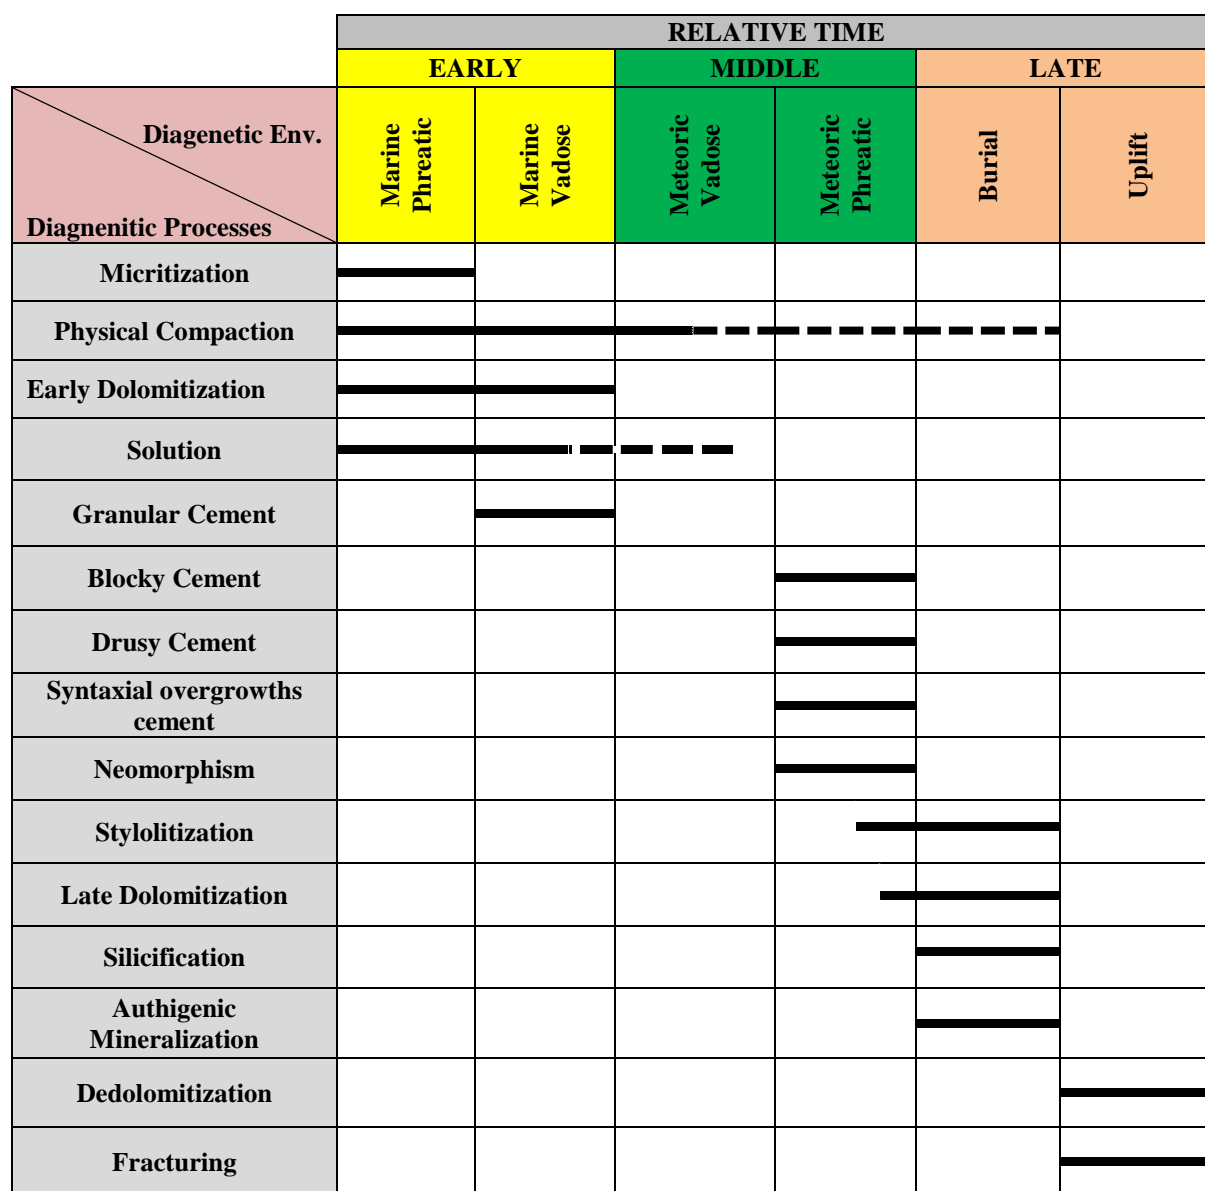 RELATIVE TIME
EARLY
MIDDLE
LATE
Diagenetic Env.
Diagnenitic Processes
Marine
Phreatic
Marine
Vadose
Meteoric
Vadose
Meteoric
Phreatic
Burial
Uplift
Micritization
Physical Compaction
Early Dolomitization
Solution
Granular Cement
Blocky Cement
Drusy Cement
Syntaxial overgrowths
cement
Neomorphism
Stylolitization
Late Dolomitization
Silicification
Authigenic
Mineralization
Dedolomitization
Fracturing